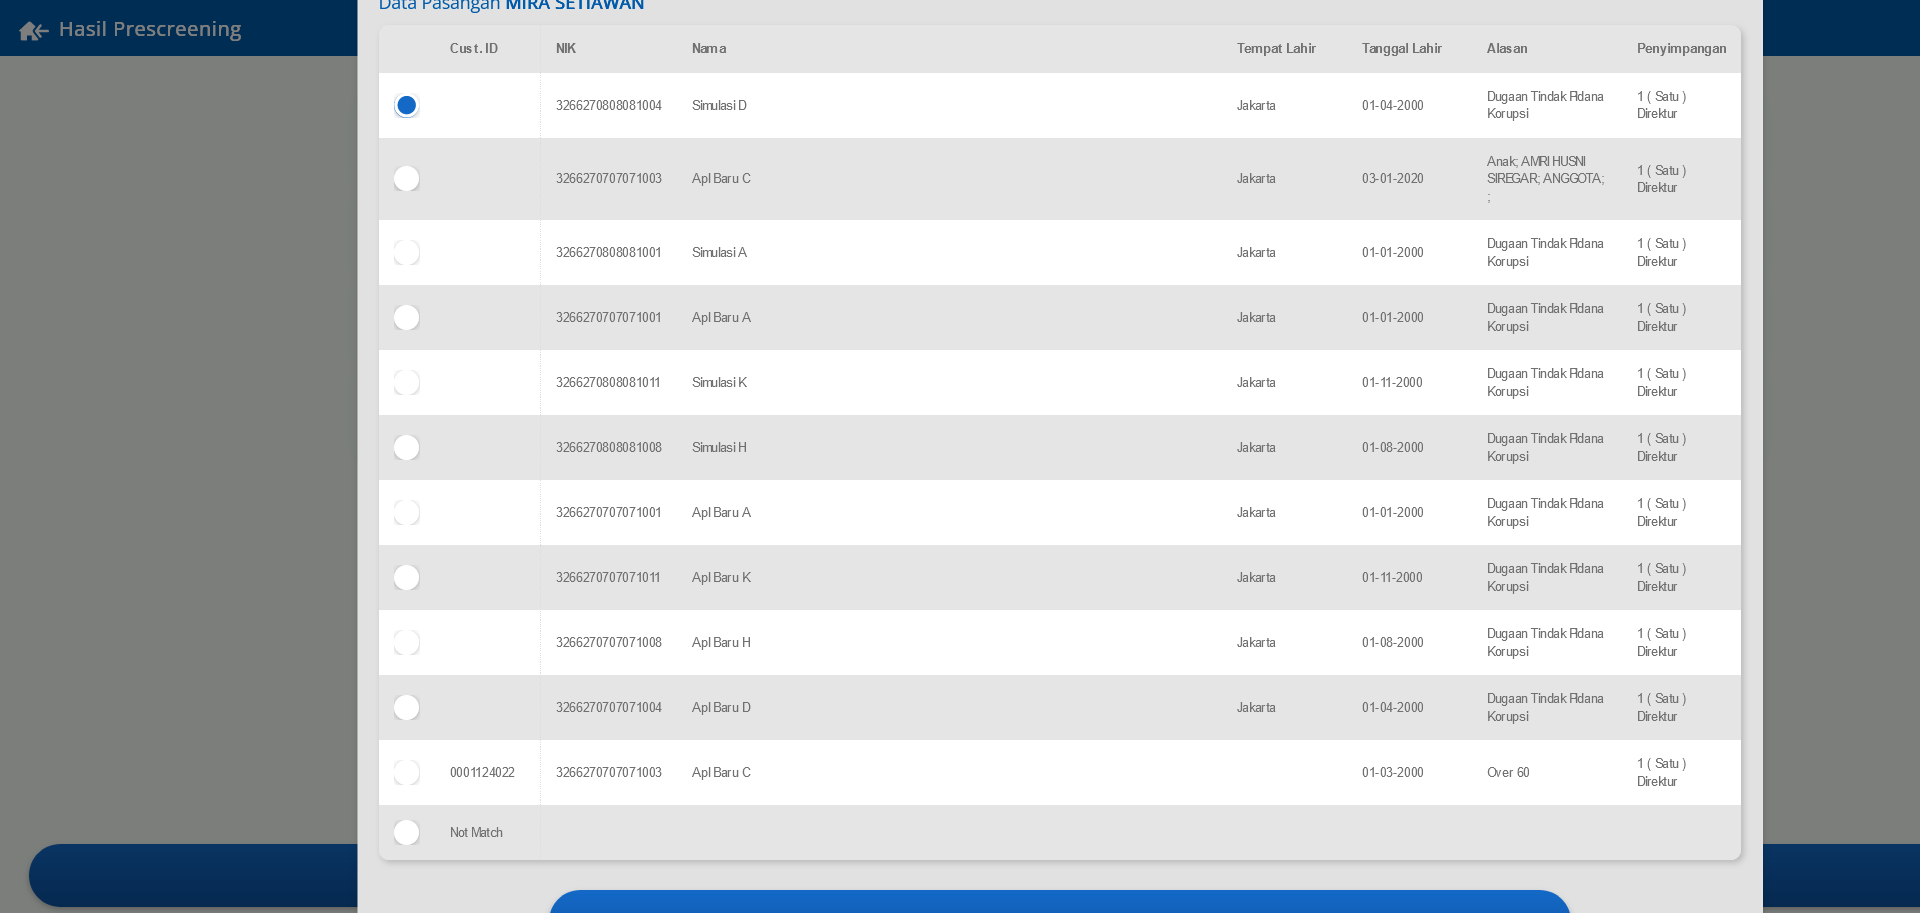 Data Pasangan MIRA SETIAWAN
Hasil Prescreening
Cust. ID NIK Nama Tempat Lahir Tanggal Lahir Alasan Penyimpangan
3266270808081004 Simulasi D Jakarta 01-04-2000 Dugaan Tindak Pidana Korupsi 1 ( Satu ) Direktur
3266270707071003 Apl Baru C Jakarta 03-01-2020 Anak; AMRI HUSNI SIREGAR; ANGGOTA; ; 1 ( Satu ) Direktur
3266270808081001 Simulasi A Jakarta 01-01-2000 Dugaan Tindak Pidana Korupsi 1 ( Satu ) Direktur
3266270707071001 Apl Baru A Jakarta 01-01-2000 Dugaan Tindak Pidana Korupsi 1 ( Satu ) Direktur
3266270808081011 Simulasi K Jakarta 01-11-2000 Dugaan Tindak Pidana Korupsi 1 ( Satu ) Direktur
3266270808081008 Simulasi H Jakarta 01-08-2000 Dugaan Tindak Pidana Korupsi 1 ( Satu ) Direktur
3266270707071001 Apl Baru A Jakarta 01-01-2000 Dugaan Tindak Pidana Korupsi 1 ( Satu ) Direktur
3266270707071011 Apl Baru K Jakarta 01-11-2000 Dugaan Tindak Pidana Korupsi 1 ( Satu ) Direktur
3266270707071008 Apl Baru H Jakarta 01-08-2000 Dugaan Tindak Pidana Korupsi 1 ( Satu ) Direktur
3266270707071004 Apl Baru D Jakarta 01-04-2000 Dugaan Tindak Pidana Korupsi 1 ( Satu ) Direktur
0001124022 3266270707071003 Apl Baru C 01-03-2000 Over 60 1 ( Satu ) Direktur
Not Match